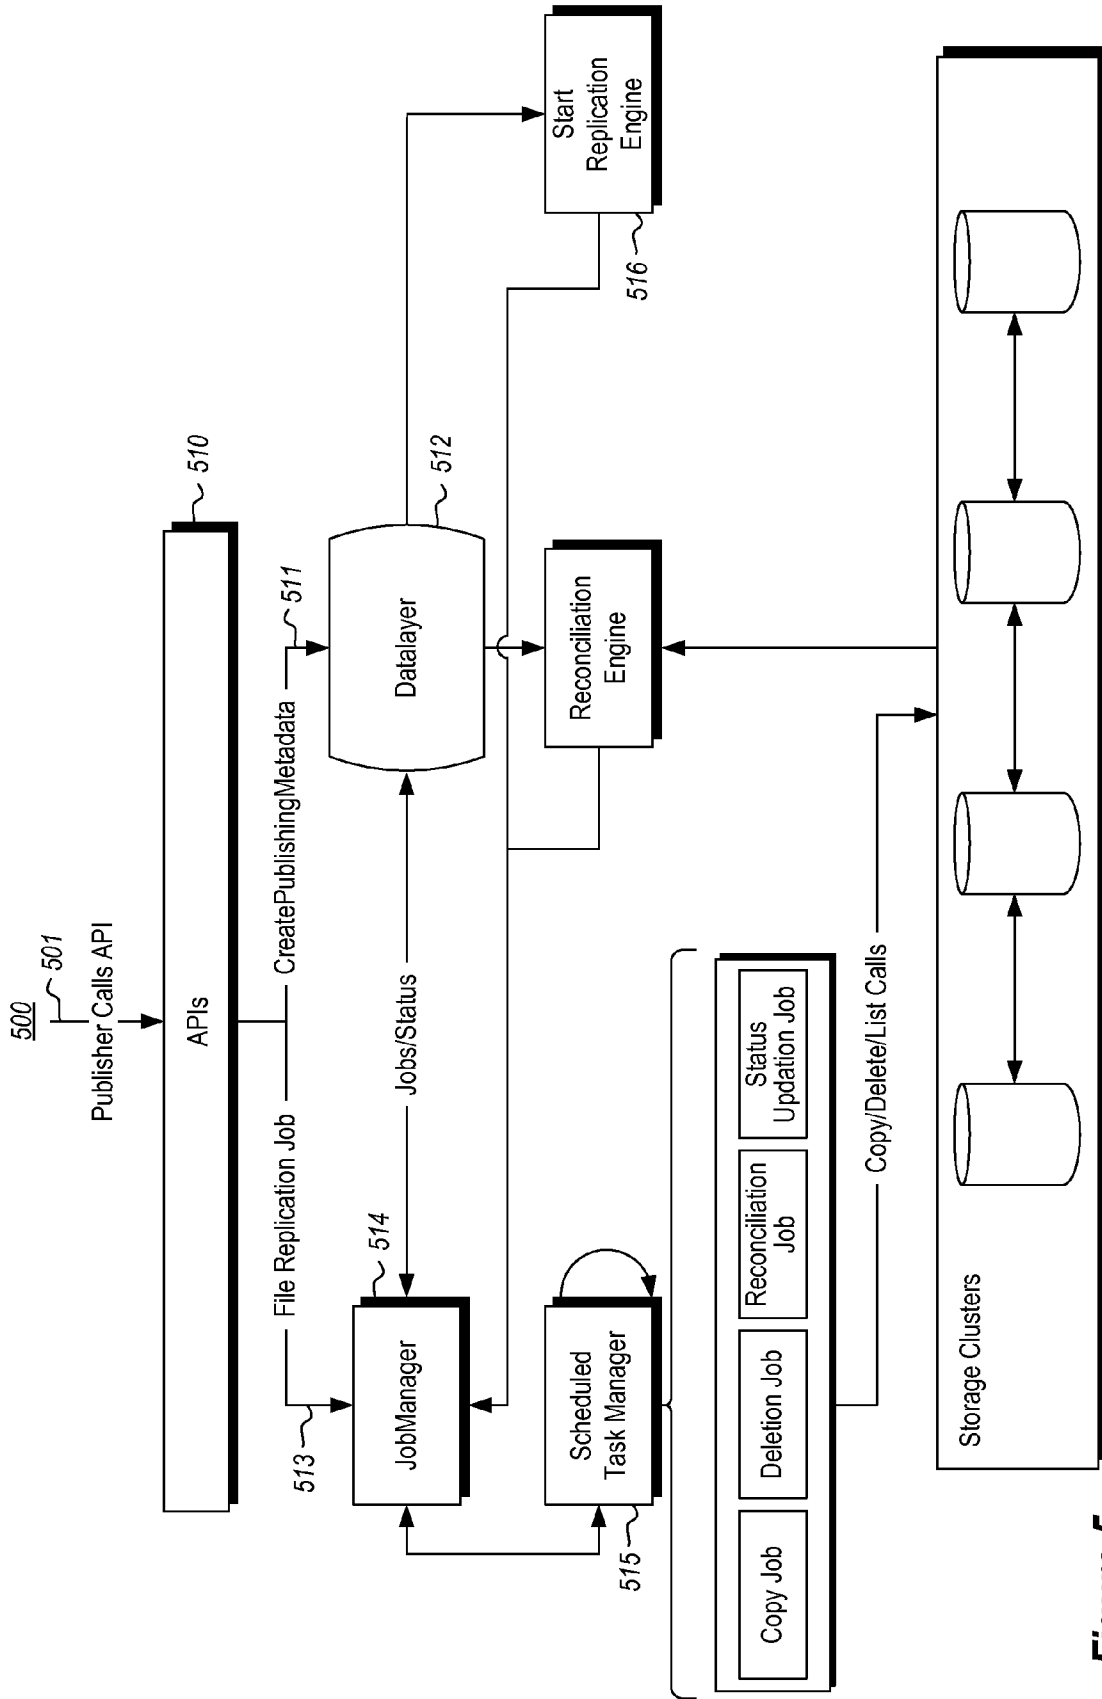 500
501
Publisher Calls API
510
APIs
File Replication Job
CreatePublishingMetadata
511
513
514
512
JobManager
Jobs/Status
Datalayer
Scheduled
Task Manager
515
Reconciliation
Engine
Start
Replication
Engine
516
Copy Job
Deletion Job
Reconciliation
Job
Status
Updation Job
Copy/Delete/List Calls
Storage Clusters